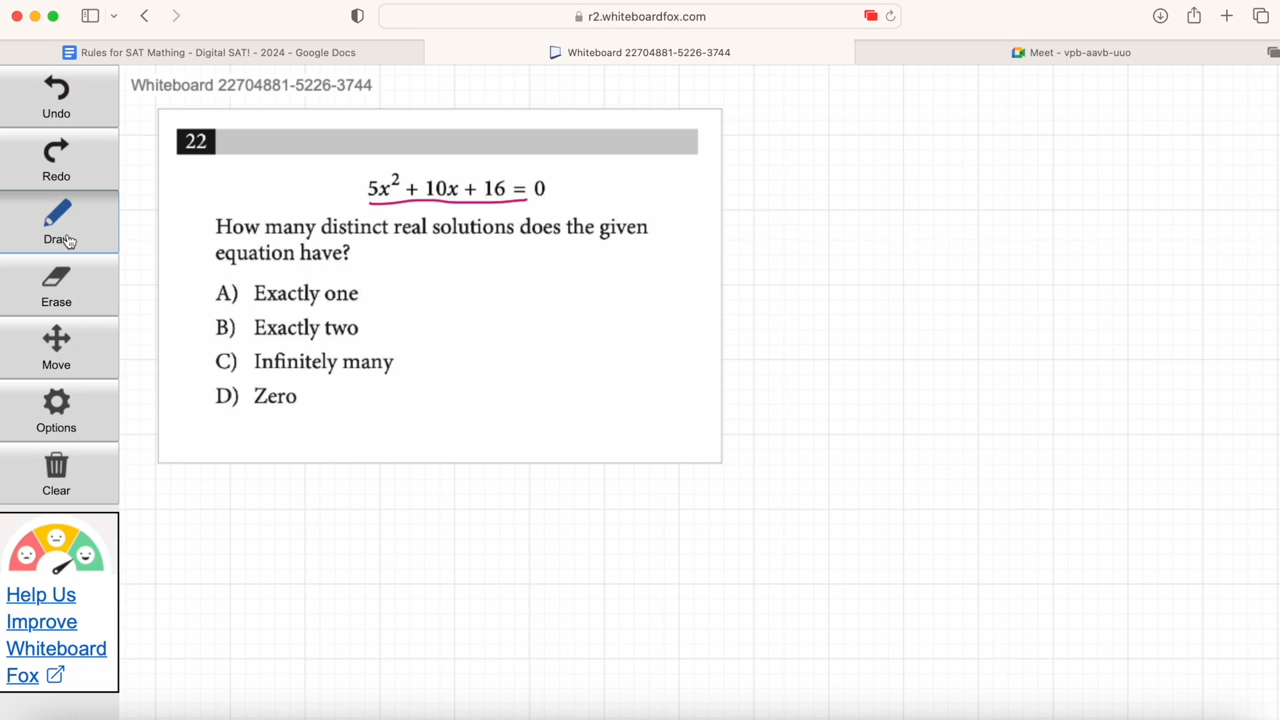 r2.whiteboardfox.com
Rules for SAT Mathing - Digital SAT! - 2024 - Google Docs
Whiteboard 22704881-5226-3744
Meet - vpb-aavb-uuo
Undo
Redo
Draw
Erase
Move
Options
Clear
Help Us
Improve
Whiteboard
Fox
Whiteboard 22704881-5226-3744
22
5x² + 10x + 16 = 0
How many distinct real solutions does the given
equation have?
A) Exactly one
B) Exactly two
C) Infinitely many
D) Zero